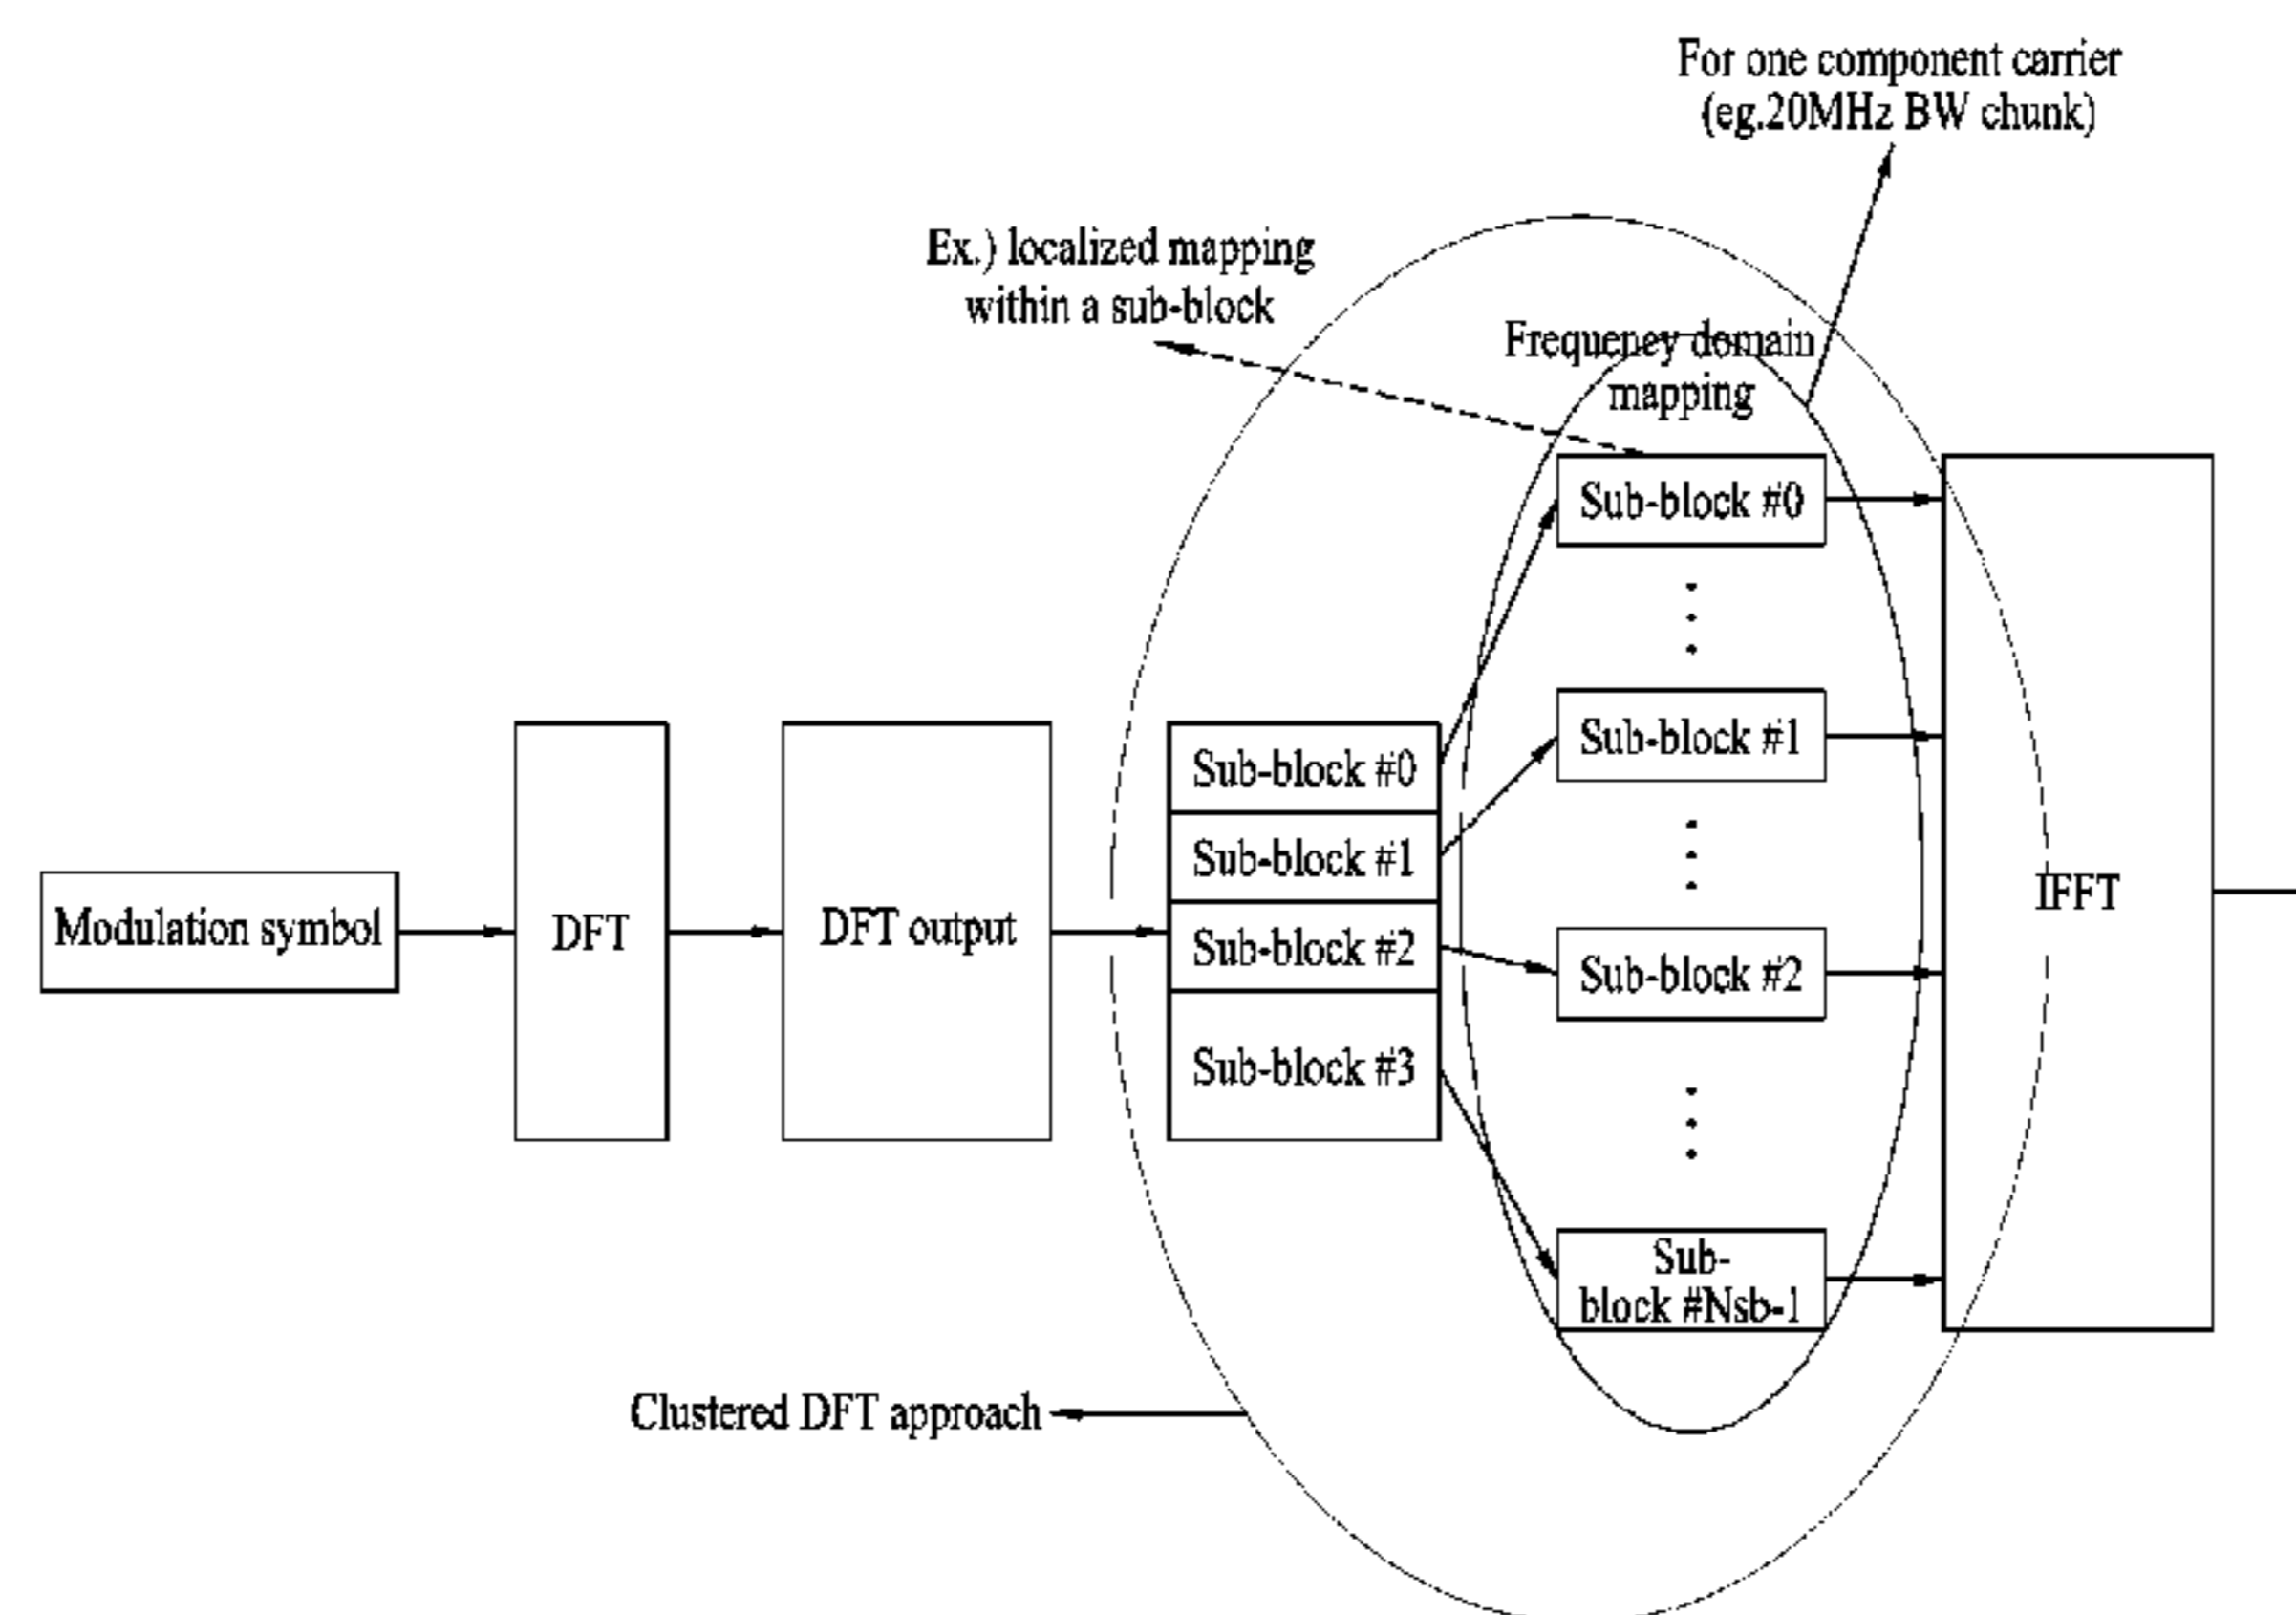 For one component carrier
(eg.20MHz BW chunk)
Ex.) localized mapping
within a sub-block
Frequency domain
mapping
Sub-block #0
Sub-block #1
Sub-block #2
Sub-
block #Nsb-1
Sub-block #0
Sub-block #1
Sub-block #2
Sub-block #3
Modulation symbol
DFT
DFT output
IFFT
Clustered DFT approach